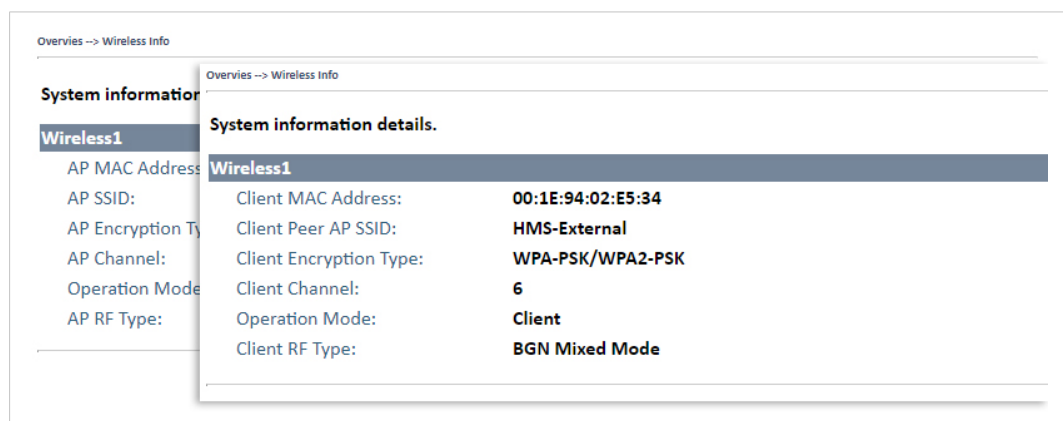 Overvies --> Wireless Info
System information
Wireless1
AP MAC Address
AP SSID:
AP Encryption Ty
AP Channel:
Operation Mode
AP RF Type:
Overvies --> Wireless Info
System information details.
Wireless1
Client MAC Address: 00:1E:94:02:E5:34
Client Peer AP SSID: HMS-External
Client Encryption Type: WPA-PSK/WPA2-PSK
Client Channel: 6
Operation Mode: Client
Client RF Type: BGN Mixed Mode